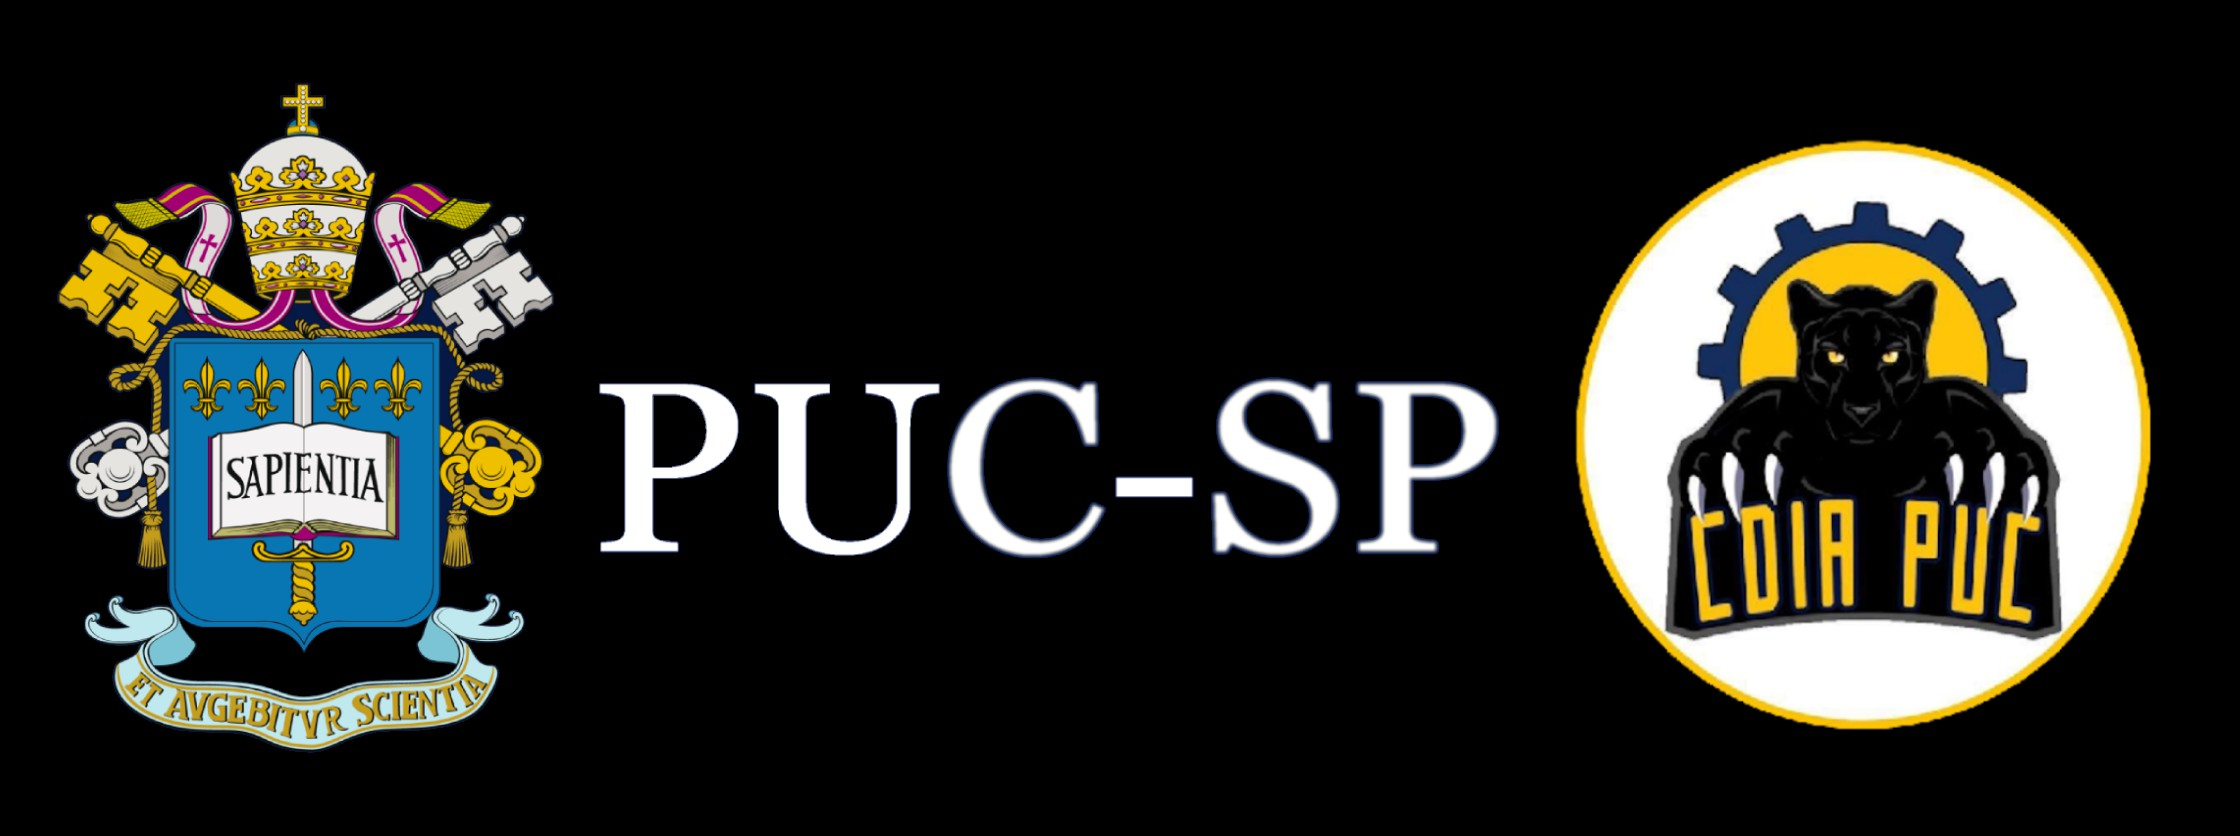 SAPIENTIA
ET AVGEBITVR SCIENTIA
PUC-SP
CDIA PUC